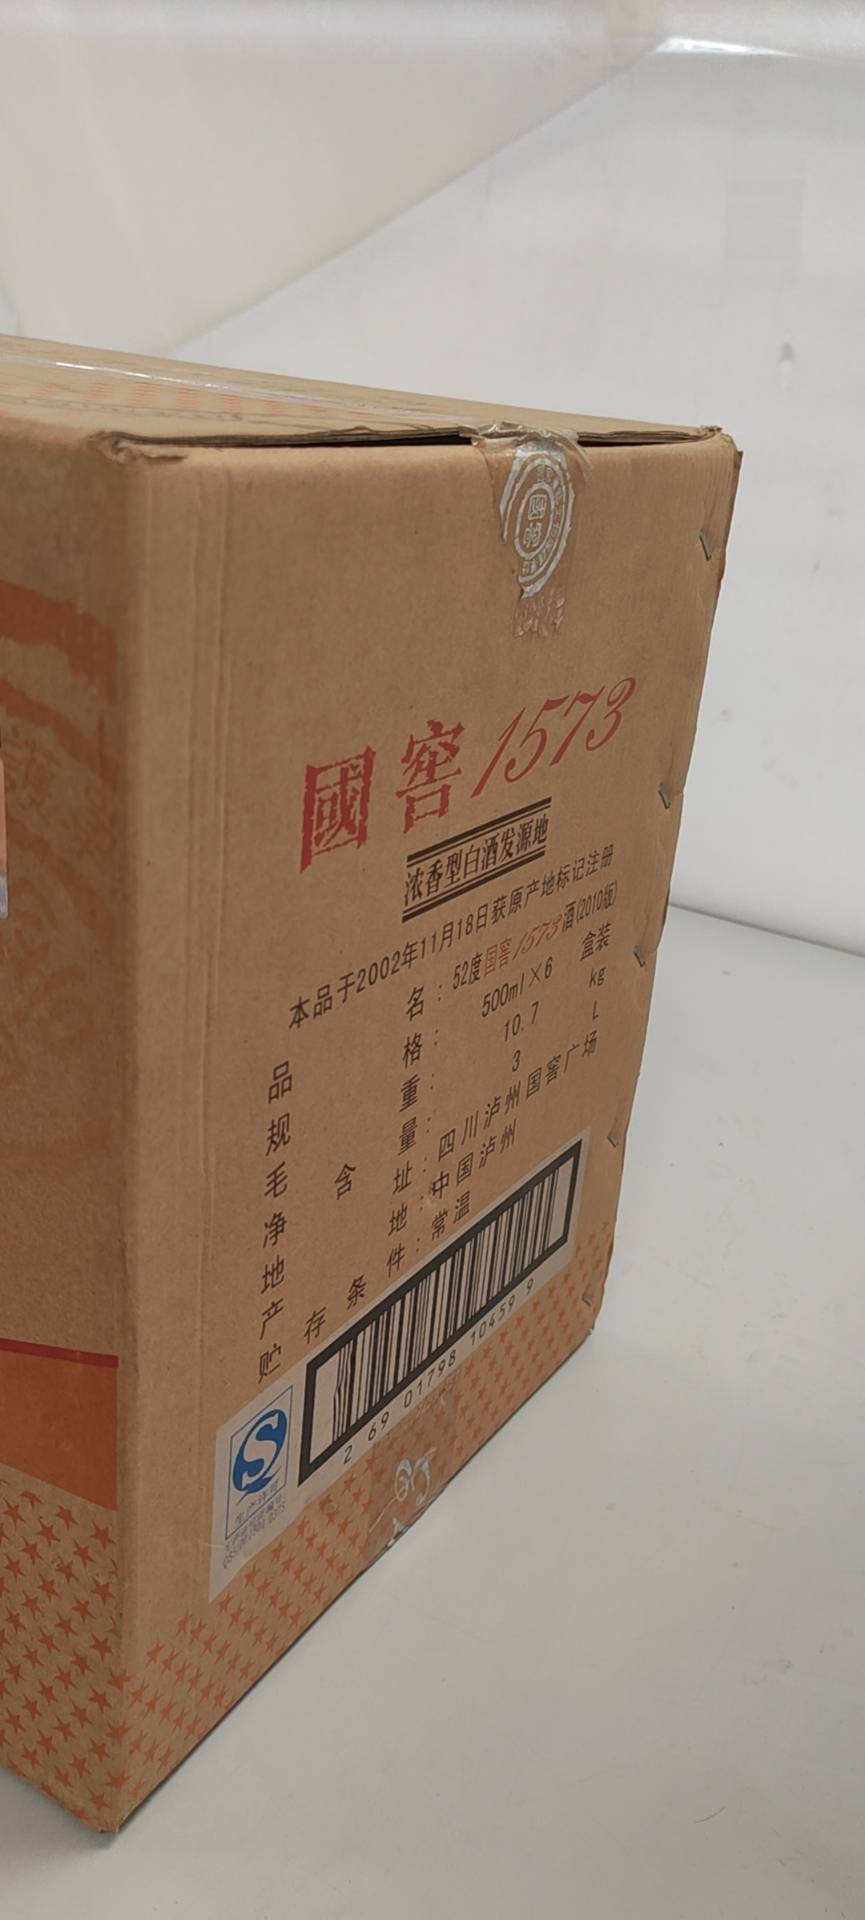 國窖1573
浓香型白酒发源地
本品于2002年11月18日获原产地标记注册
品名：52度国窖1573酒(2010版)
规格：500ml×6 盒装
毛重：10.7 kg
净含量：3 L
地址：四川泸州国窖广场
产地：中国泸州
贮存条件：常温
2 69 01798 10459 9
生产许可